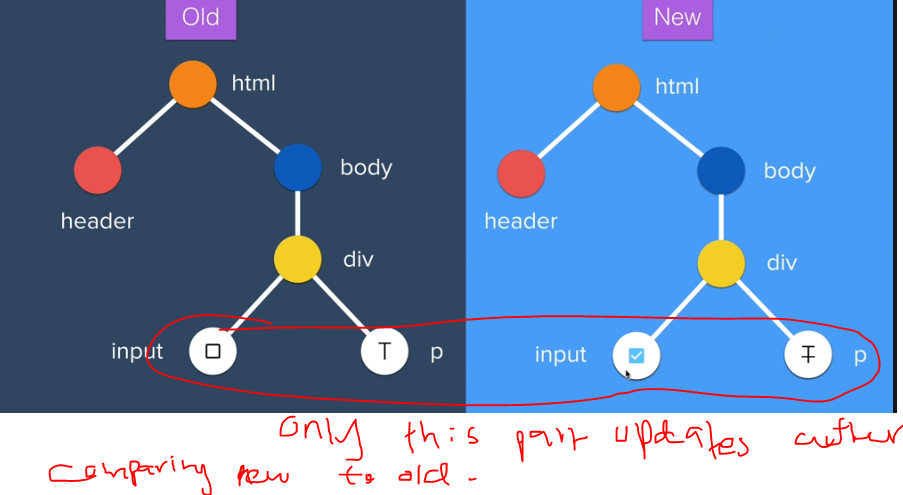 Old New
html html
body body
header header
div div
input T p input T p
only this part updates after
comparing new to old.